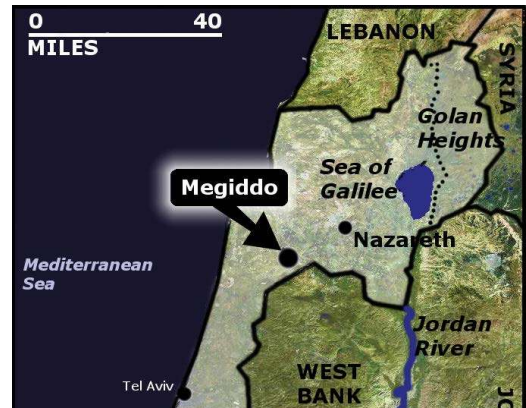 0 40
MILES
LEBANON
SYRIA
Golan
Heights
Sea of
Galilee
Megiddo
Nazareth
Mediterranean
Sea
Jordan
River
WEST
BANK
Tel Aviv
JO